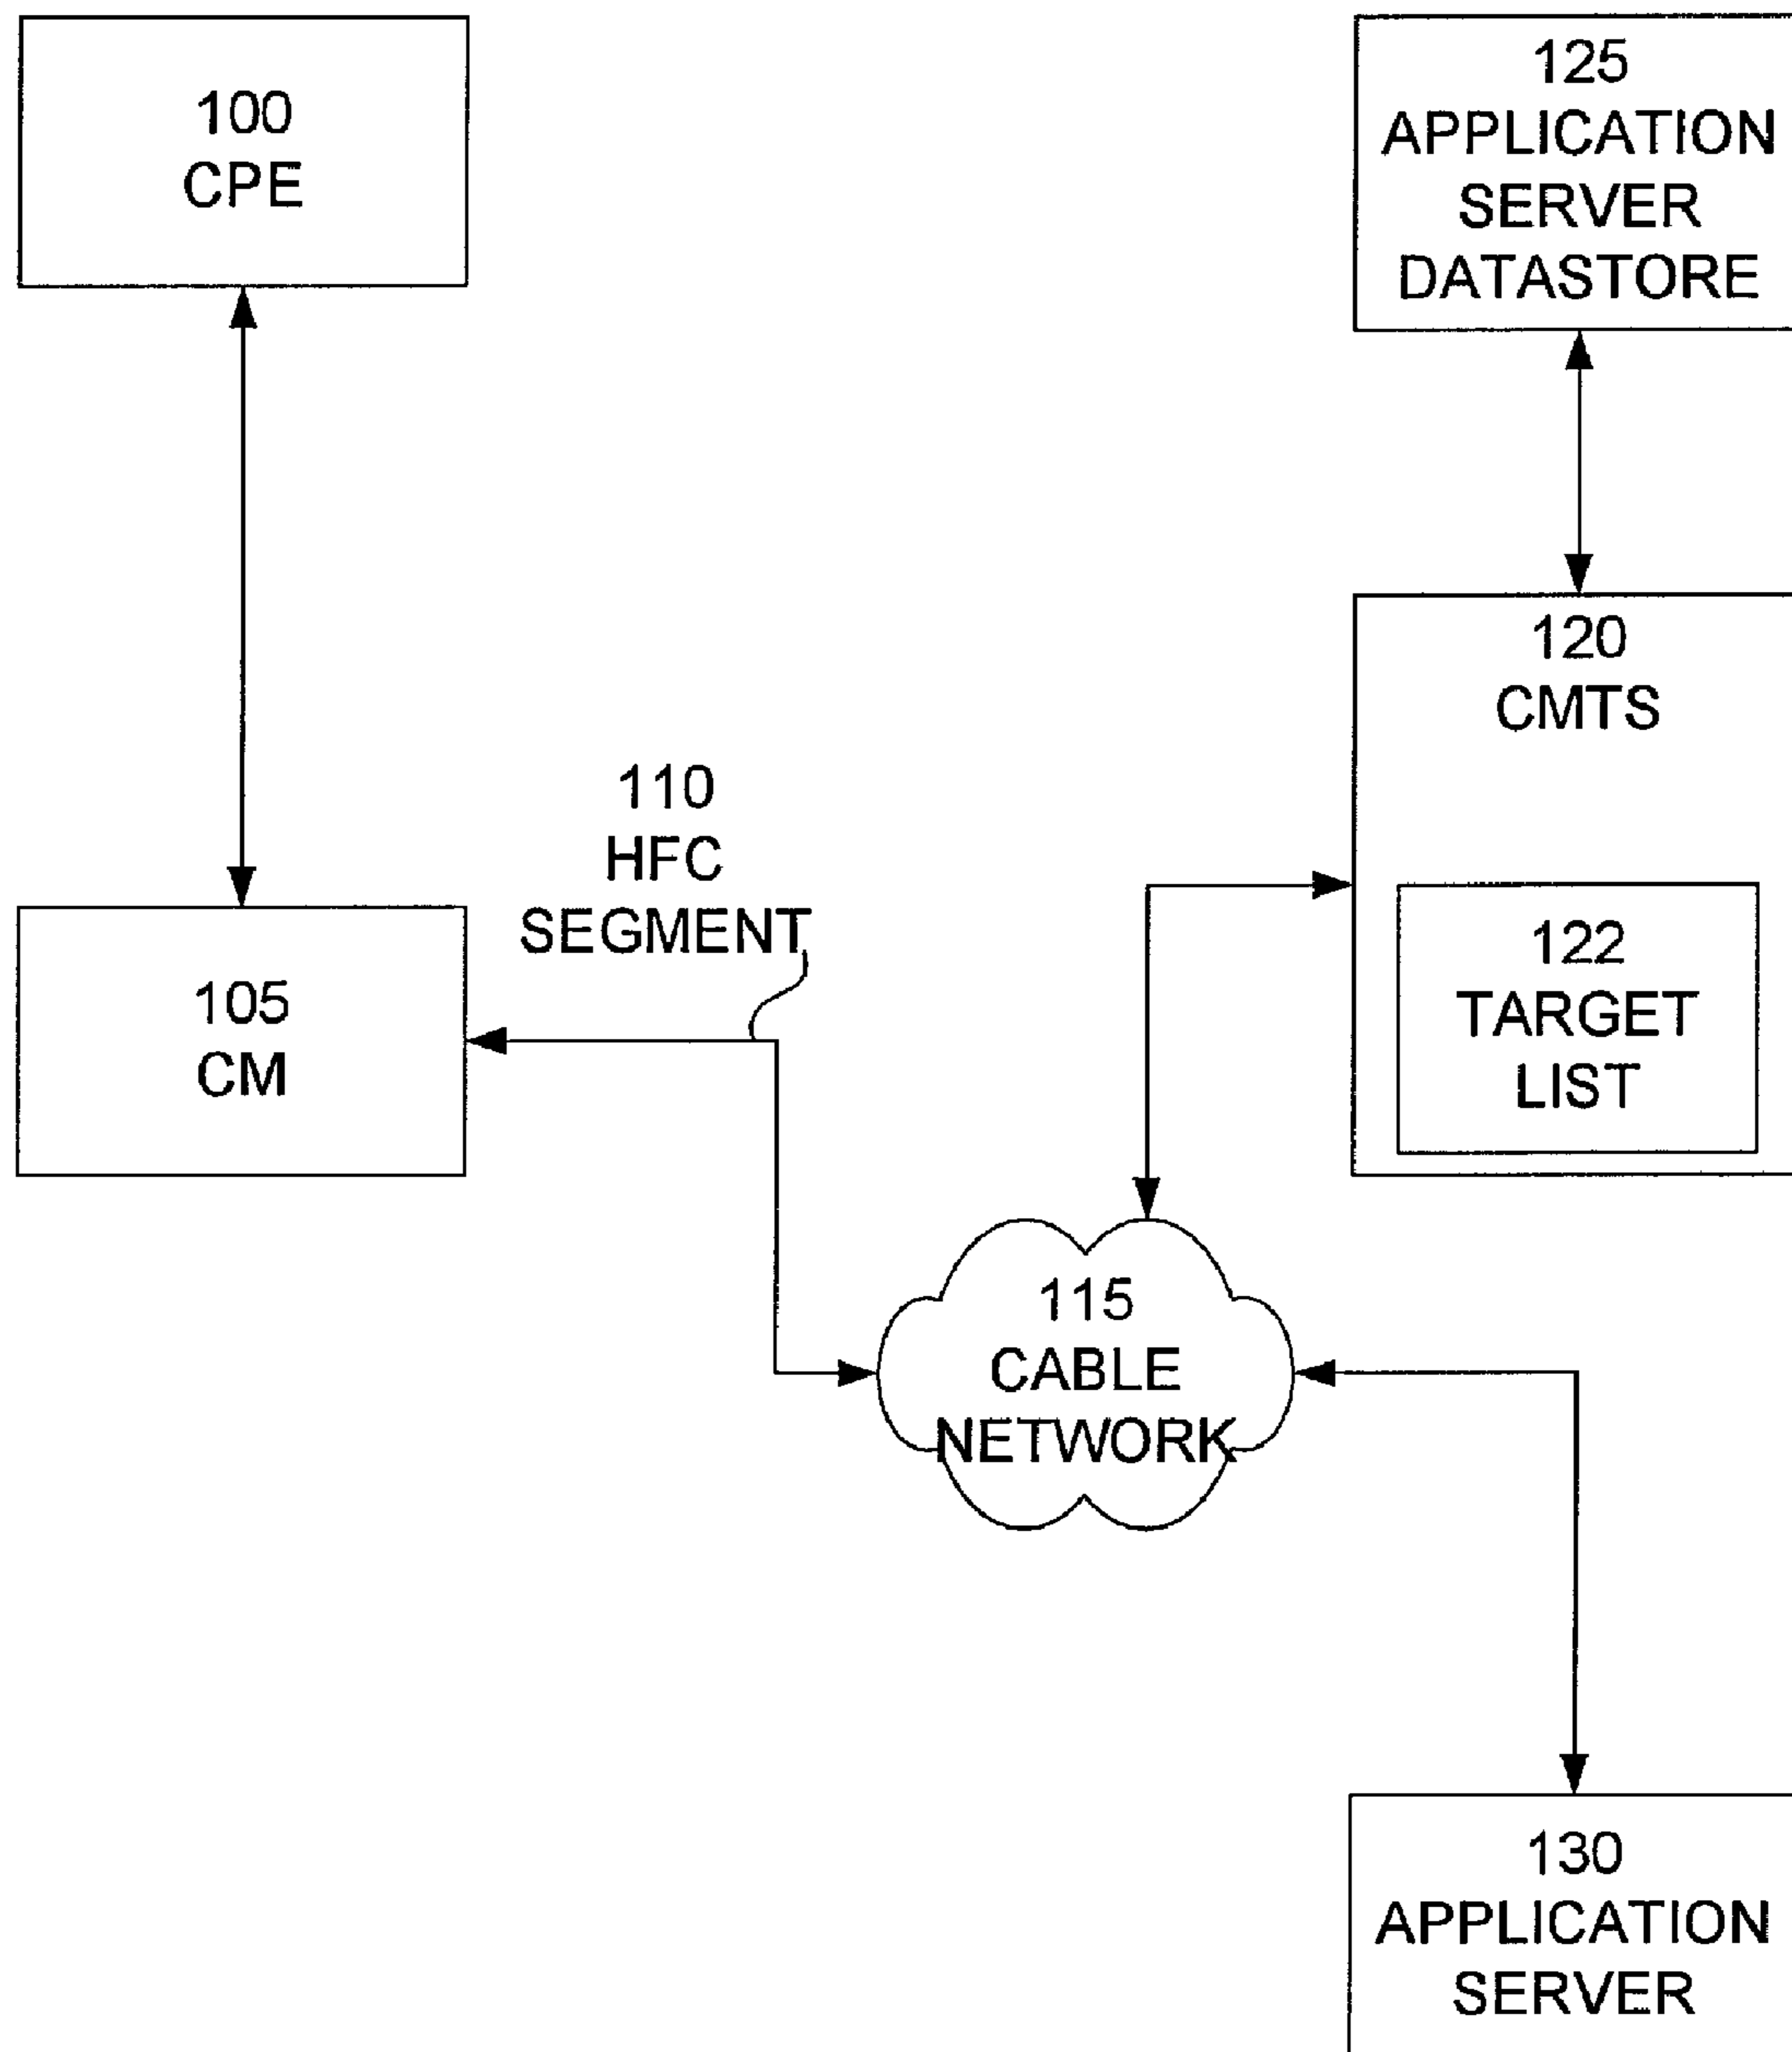 100
CPE
125
APPLICATION
SERVER
DATASTORE
120
CMTS
110
HFC
SEGMENT
122
TARGET
LIST
105
CM
115
CABLE
NETWORK
130
APPLICATION
SERVER